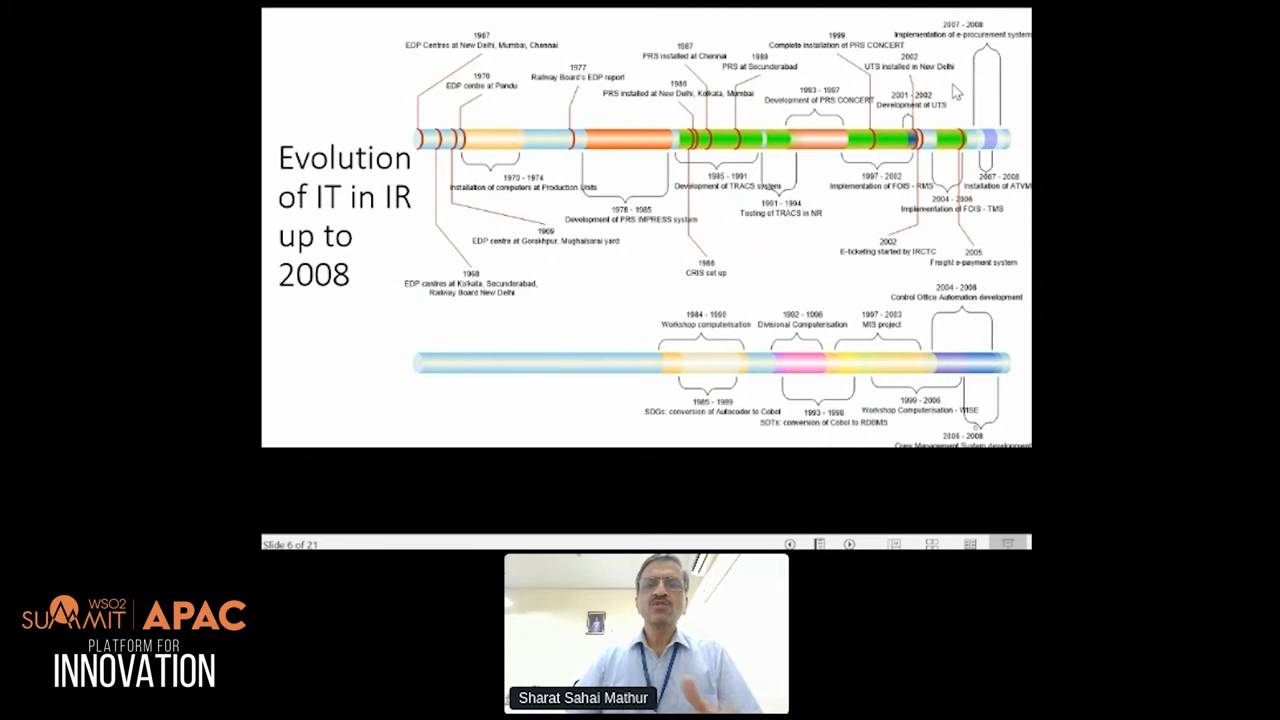 Evolution
of IT in IR
up to
2008
1967
EDP Centres at New Delhi, Mumbai, Chennai
1970
EDP centre at Pandu
1977
Railway Board's EDP report
1987
PRS installed at Chennai
1986
PRS installed at New Delhi, Kolkata, Mumbai
1989
PRS at Secunderabad
1993 - 1997
Development of PRS CONCERT
1999
Complete installation of PRS CONCERT
2002
UTS installed in New Delhi
2001 - 2002
Development of UTS
2007 - 2008
Implementation of e-procurement system
1970 - 1974
Installation of computers at Production Units
1978 - 1985
Development of PRS IMPRESS system
1969
EDP centre at Gorakhpur, Mughalsarai yard
1968
EDP centres at Kolkata, Secunderabad,
Railway Board New Delhi
1985 - 1991
Development of TRACS system
1991 - 1994
Testing of TRACS in NR
1986
CRIS set up
1997 - 2002
Implementation of FOIS - RMS
2004 - 2006
Implementation of FOIS - TMS
2007 - 2008
Installation of ATVM
2002
E-ticketing started by IRCTC
2005
Freight e-payment system
1984 - 1990
Workshop computerisation
1992 - 1996
Divisional Computerisation
1997 - 2003
MIS project
2004 - 2008
Control Office Automation development
1985 - 1989
SDGs: conversion of Autocoder to Cobol
1993 - 1998
SDTs: conversion of Cobol to RDBMS
1999 - 2006
Workshop Computerisation - WISE
2006 - 2008
Crew Management System development
Slide 6 of 21
WSO2
SUMMIT APAC
PLATFORM FOR
INNOVATION
Sharat Sahai Mathur